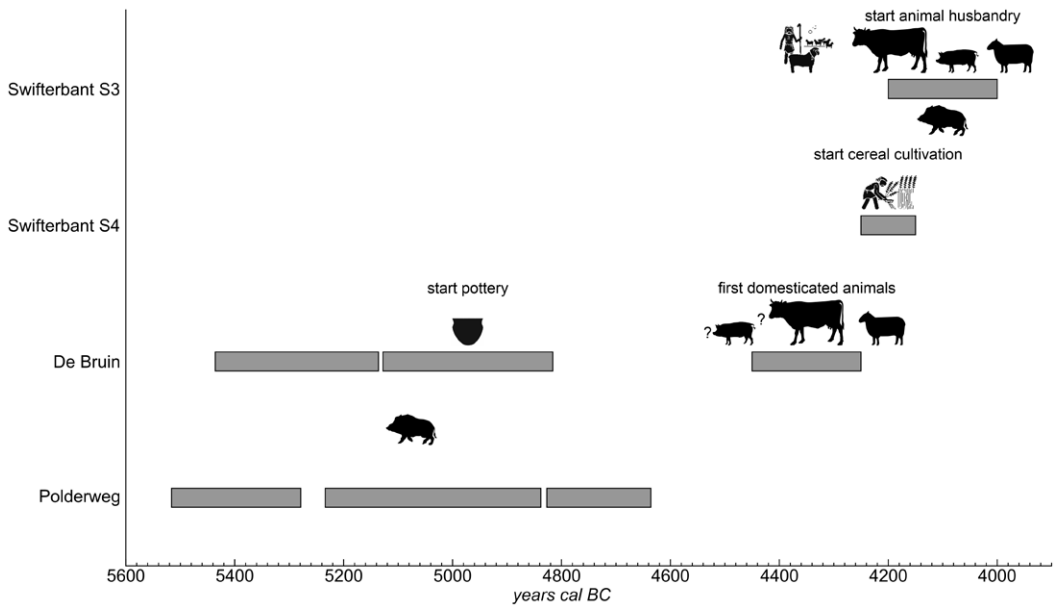 start animal husbandry
Swifterbant S3
start cereal cultivation
Swifterbant S4
start pottery
first domesticated animals
?
?
De Bruin
Polderweg
5600 5400 5200 5000 4800 4600 4400 4200 4000
years cal BC